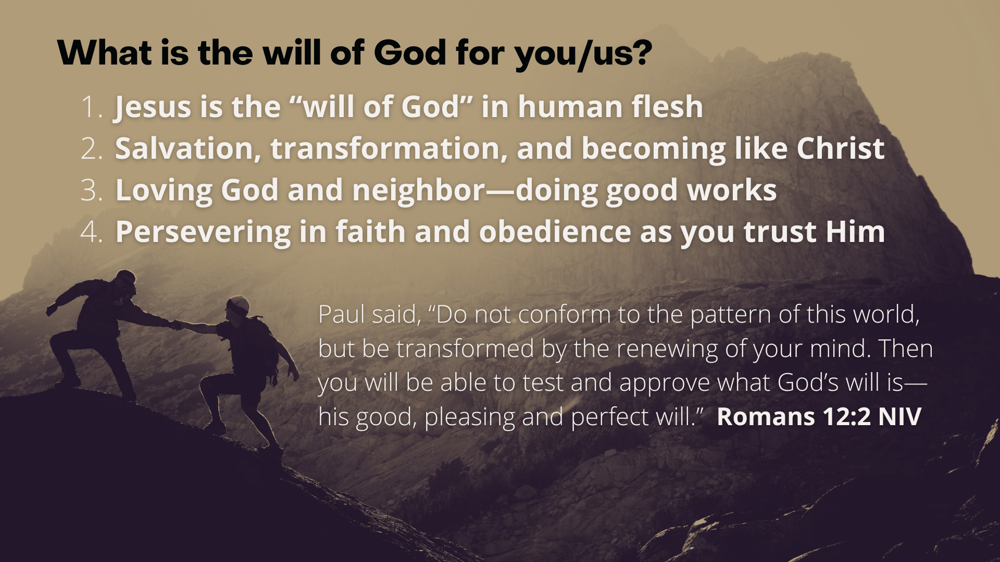 What is the will of God for you/us?
1. Jesus is the “will of God” in human flesh
2. Salvation, transformation, and becoming like Christ
3. Loving God and neighbor—doing good works
4. Persevering in faith and obedience as you trust Him
Paul said, “Do not conform to the pattern of this world,
but be transformed by the renewing of your mind. Then
you will be able to test and approve what God’s will is—
his good, pleasing and perfect will.” Romans 12:2 NIV